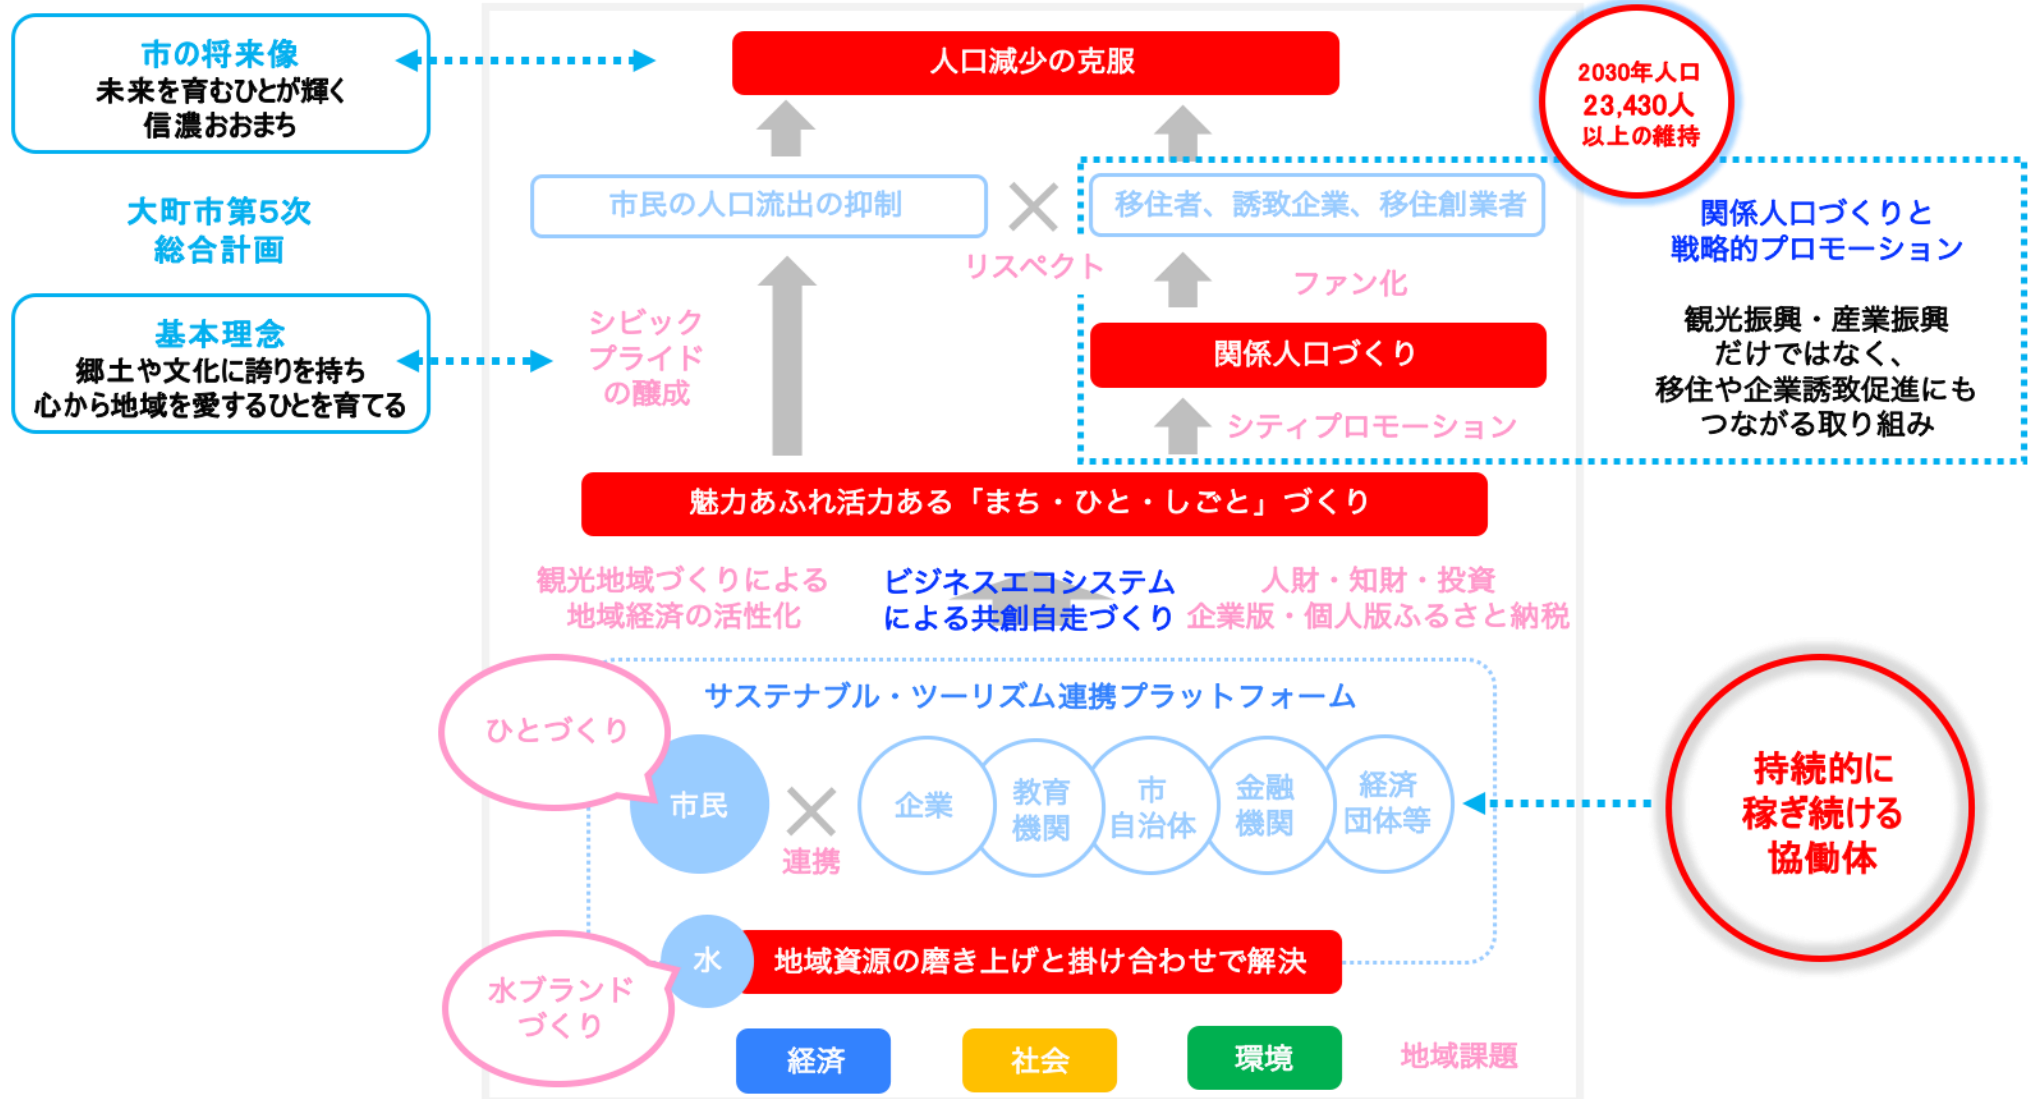 市の将来像
未来を育むひとが輝く
信濃おおまち
大町市第5次
総合計画
基本理念
郷土や文化に誇りを持ち
心から地域を愛するひとを育てる
人口減少の克服
2030年人口
23,430人
以上の維持
市民の人口流出の抑制
移住者、誘致企業、移住創業者
リスペクト
ファン化
シビック
プライド
の醸成
関係人口づくり
シティプロモーション
関係人口づくりと
戦略的プロモーション
観光振興・産業振興
だけではなく、
移住や企業誘致促進にも
つながる取り組み
魅力あふれ活力ある「まち・ひと・しごと」づくり
観光地域づくりによる
地域経済の活性化
ビジネスエコシステム
による共創自走づくり
人財・知財・投資
企業版・個人版ふるさと納税
サステナブル・ツーリズム連携プラットフォーム
ひとづくり
市民
連携
企業
教育
機関
市
自治体
金融
機関
経済
団体等
持続的に
稼ぎ続ける
協働体
水
地域資源の磨き上げと掛け合わせで解決
水ブランド
づくり
経済
社会
環境
地域課題